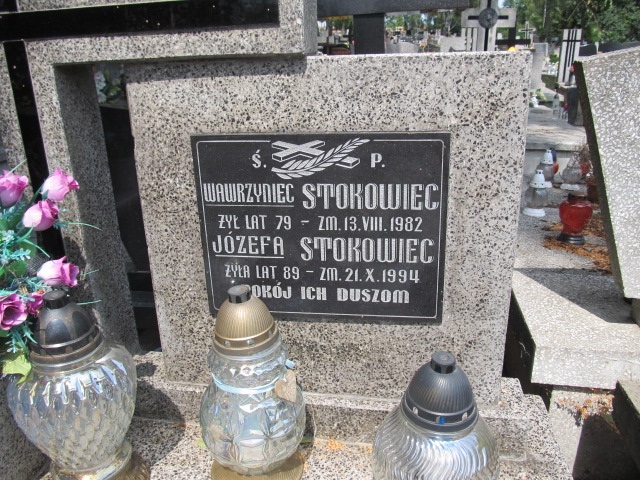 Ś. P.
WAWRZYNIEC STOKOWIEC
ŻYŁ LAT 79 - ZM. 13. VIII. 1982
JÓZEFA STOKOWIEC
ŻYŁA LAT 89 - ZM. 21. X. 1994
POKÓJ ICH DUSZOM